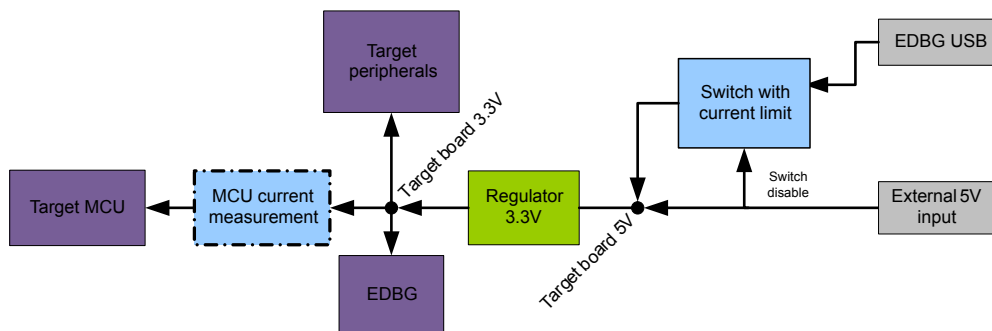 Target
peripherals
EDBG USB
Switch with
current limit
Target board 3.3V
Switch
disable
Target MCU
MCU current
measurement
Regulator
3.3V
External 5V
input
Target board 5V
EDBG